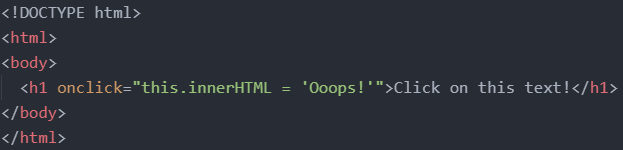 <!DOCTYPE html>
<html>
<body>
<h1 onclick="this.innerHTML = 'Ooops!'">Click on this text!</h1>
</body>
</html>